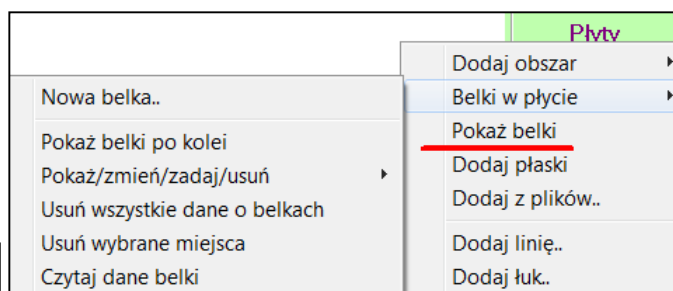 Płyty
Dodaj obszar
Belki w płycie
Pokaż belki
Dodaj płaski
Dodaj z plików..
Dodaj linię..
Dodaj łuk..
Nowa belka..
Pokaż belki po kolei
Pokaż/zmień/zadaj/usuń
Usuń wszystkie dane o belkach
Usuń wybrane miejsca
Czytaj dane belki